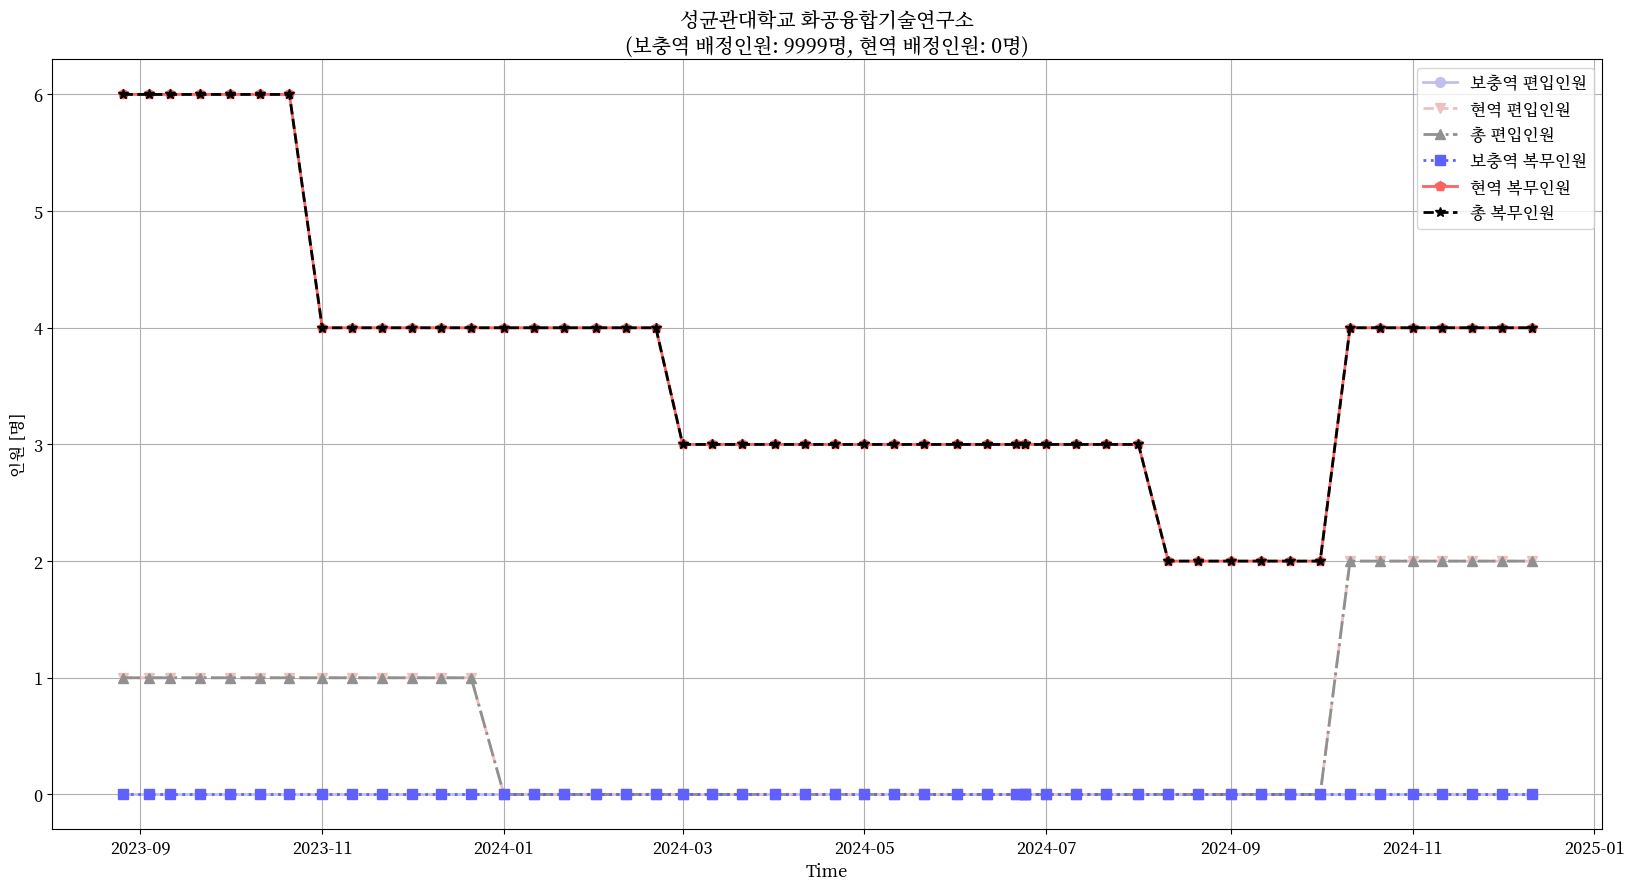 성균관대학교 화공융합기술연구소
(보충역 배정인원: 9999명, 현역 배정인원: 0명)
보충역 편입인원
현역 편입인원
총 편입인원
보충역 복무인원
현역 복무인원
총 복무인원
인원 [명]
6
5
4
3
2
1
0
2023-09
2023-11
2024-01
2024-03
2024-05
2024-07
2024-09
2024-11
2025-01
Time